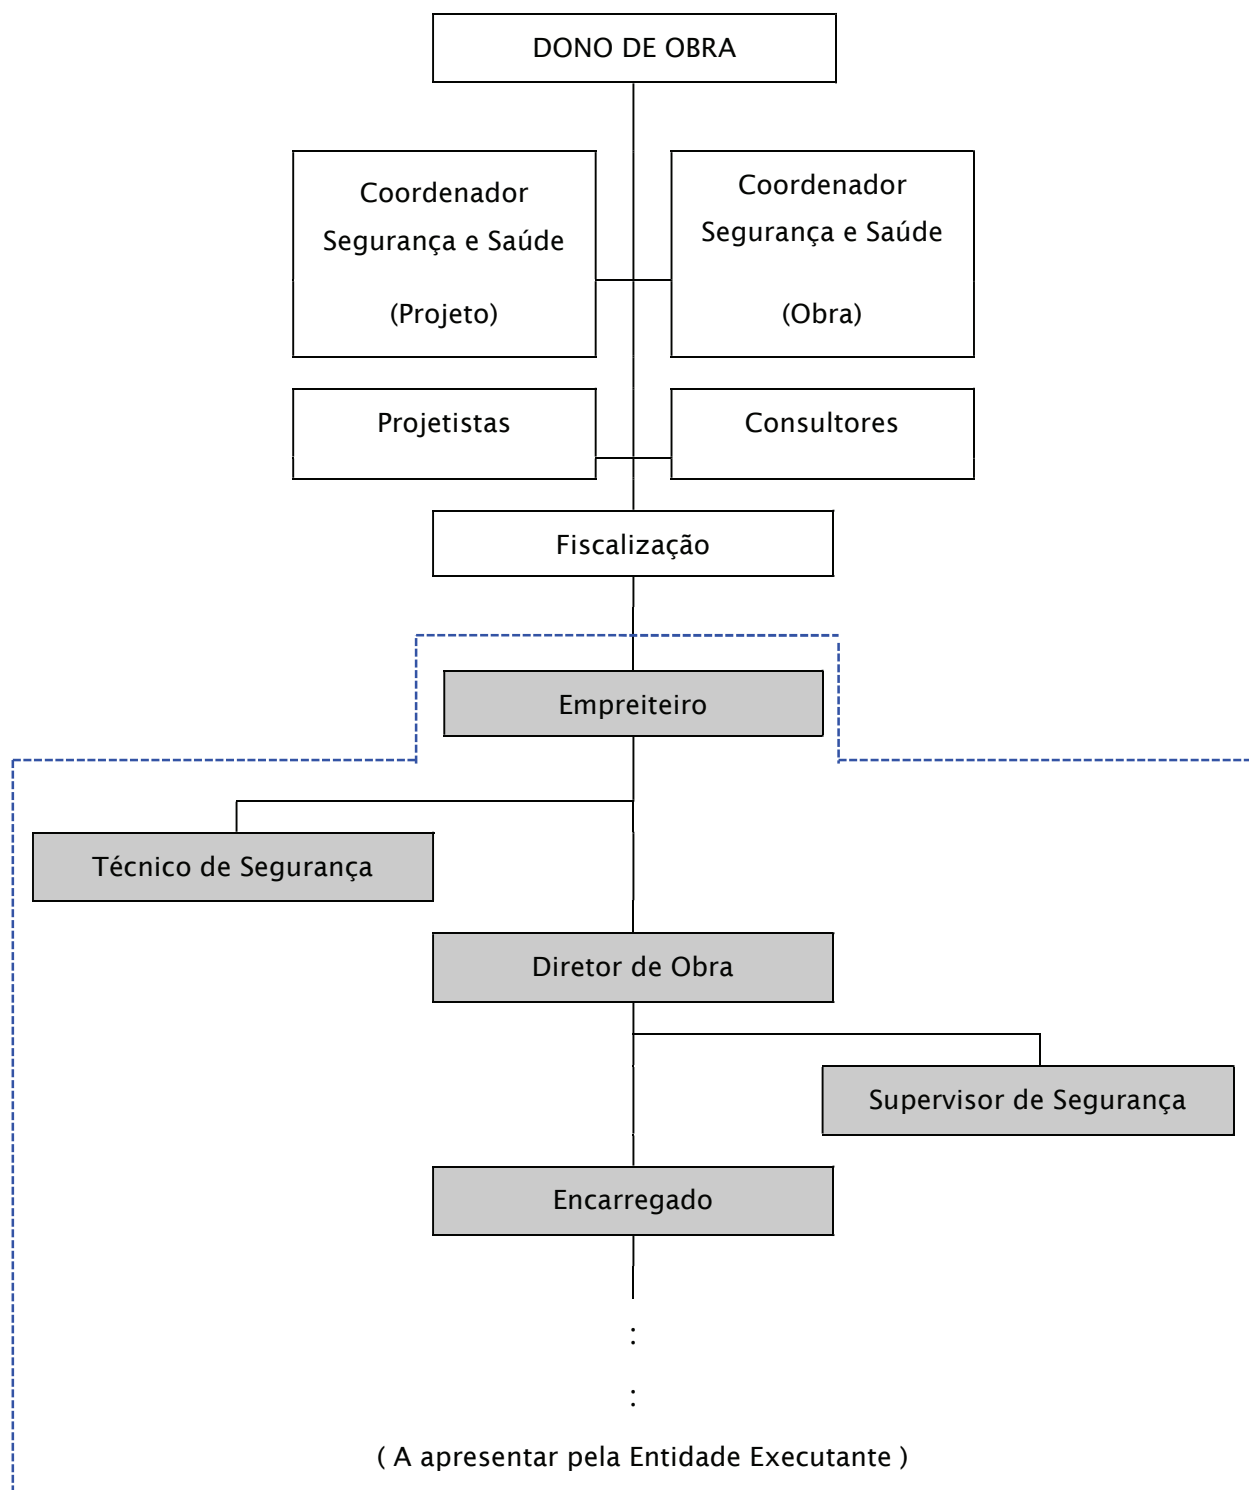 DONO DE OBRA
Coordenador
Segurança e Saúde
(Projeto)
Coordenador
Segurança e Saúde
(Obra)
Projetistas
Consultores
Fiscalização
Empreiteiro
Técnico de Segurança
Diretor de Obra
Supervisor de Segurança
Encarregado
:
:
( A apresentar pela Entidade Executante )